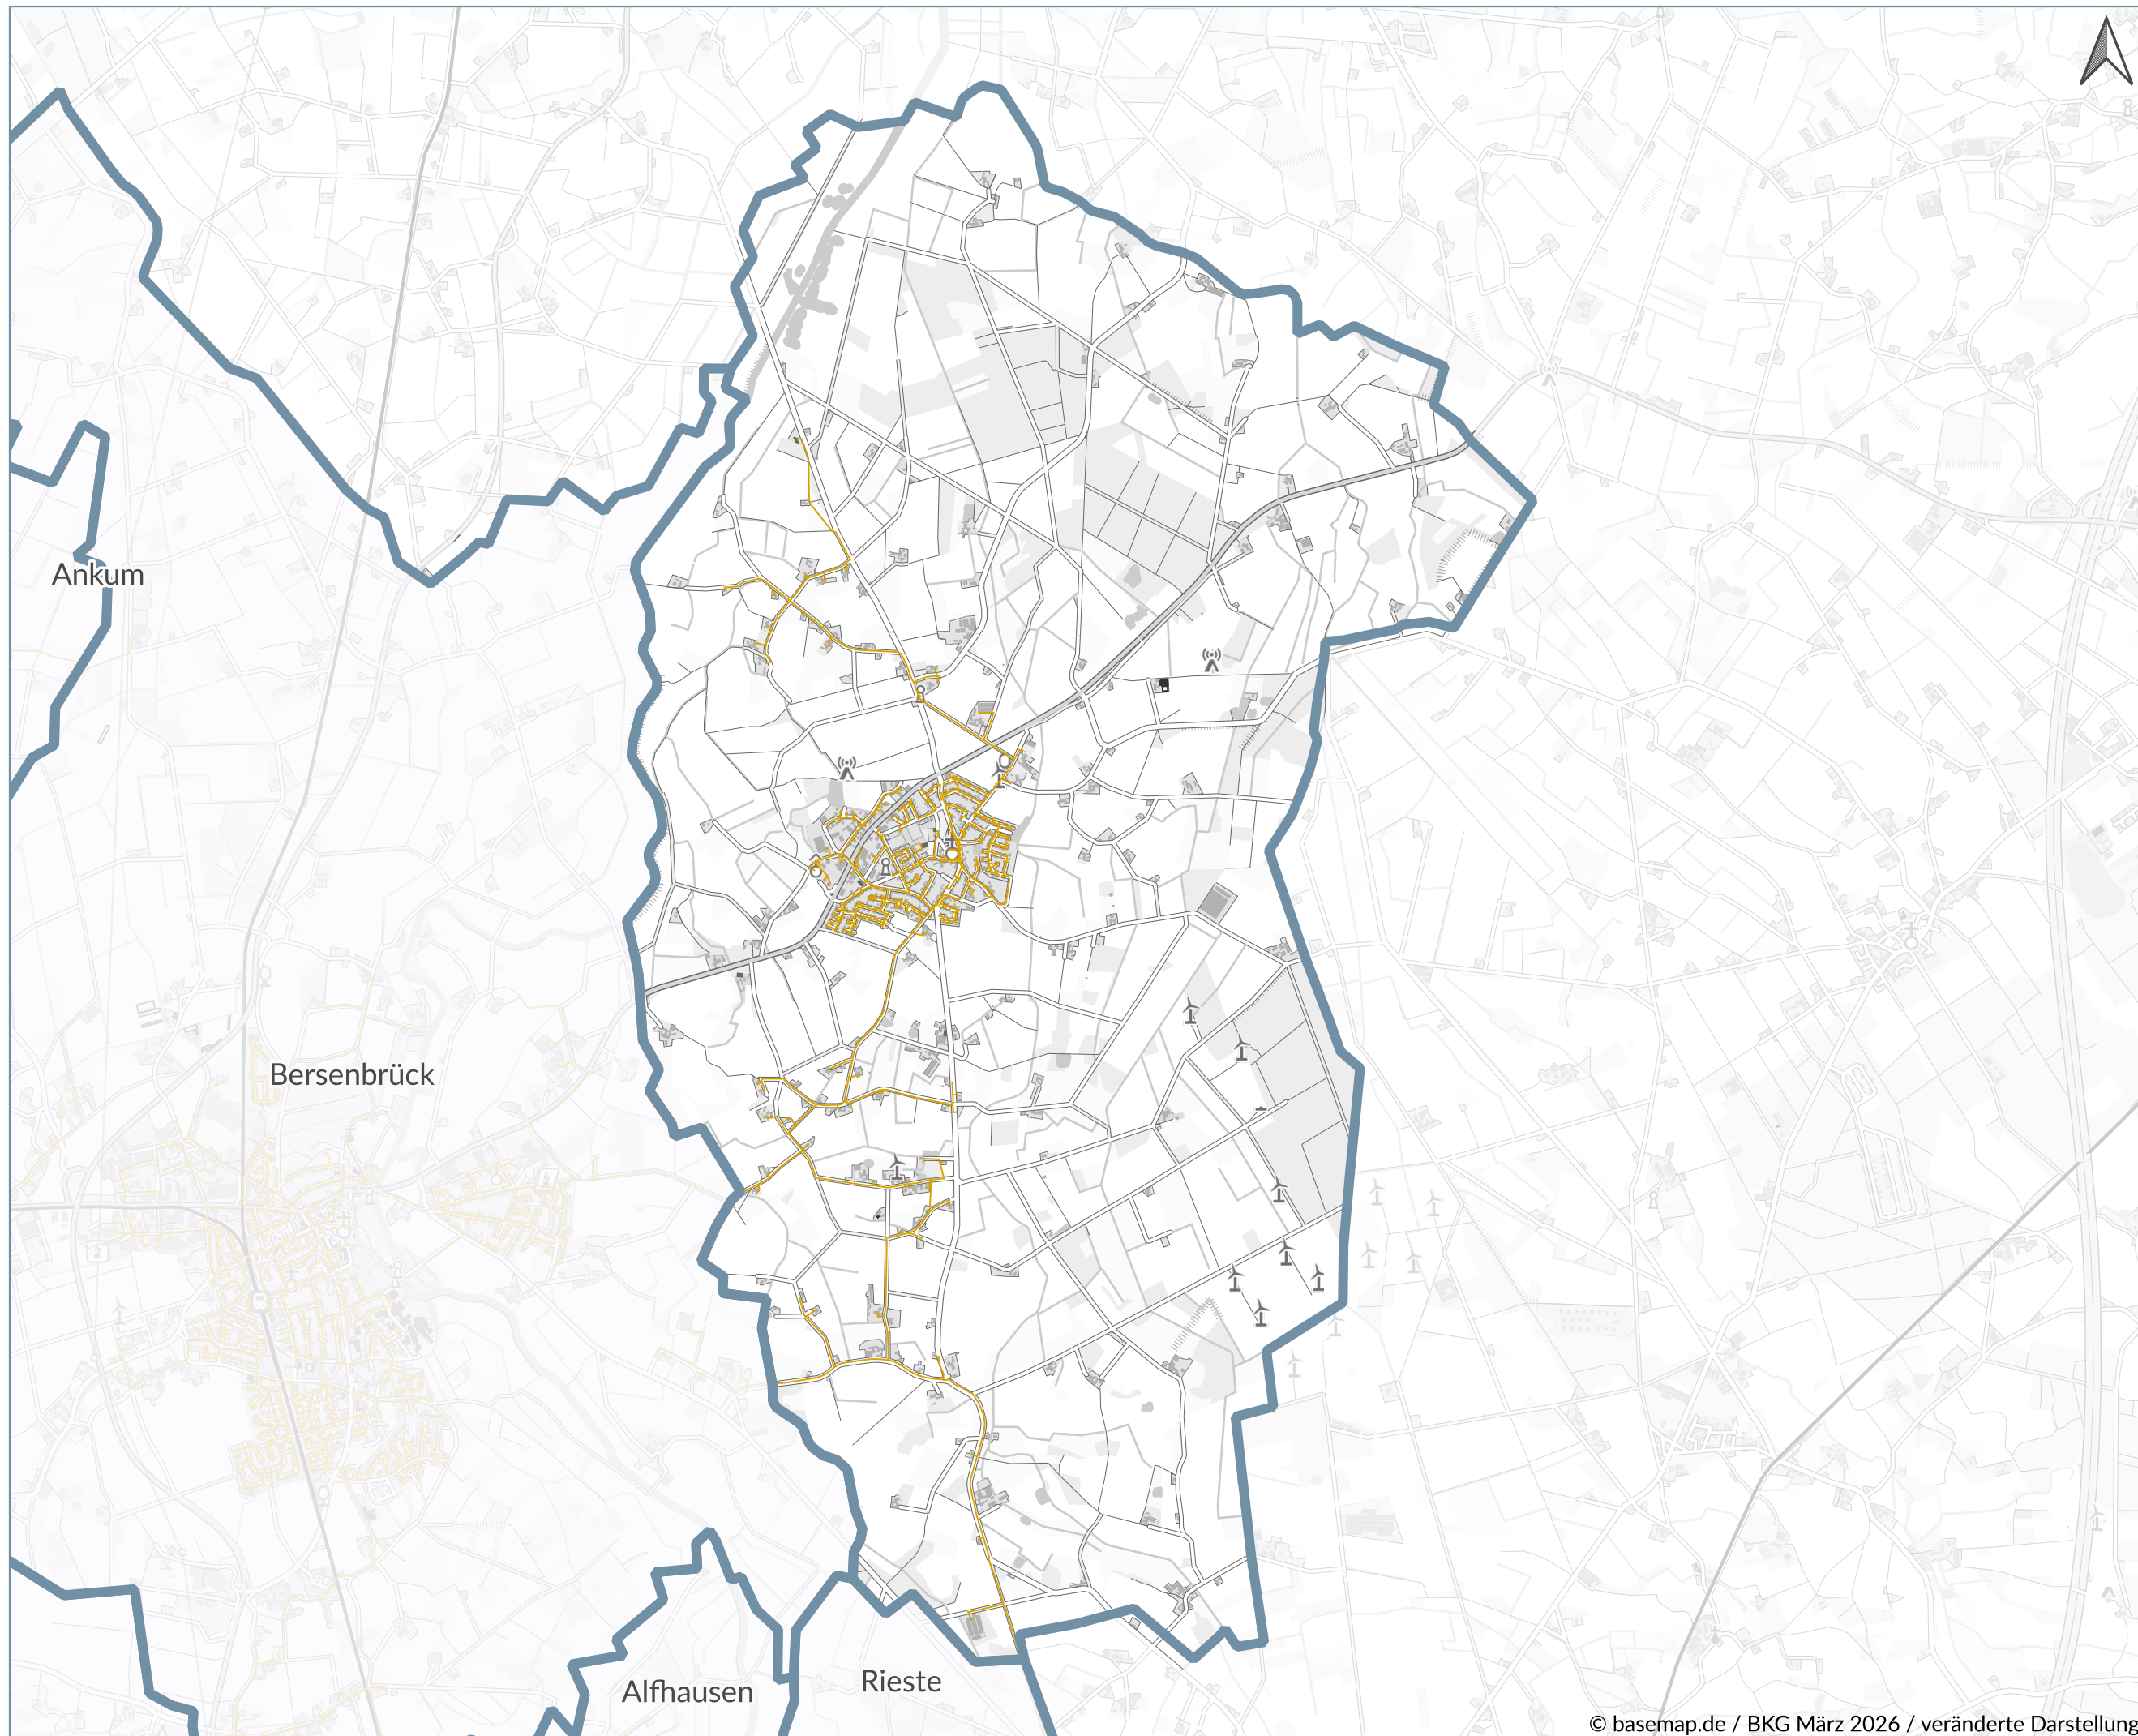 Ankum
Bersenbrück
Alfhausen
Rieste
© basemap.de / BKG März 2026 / veränderte Darstellung